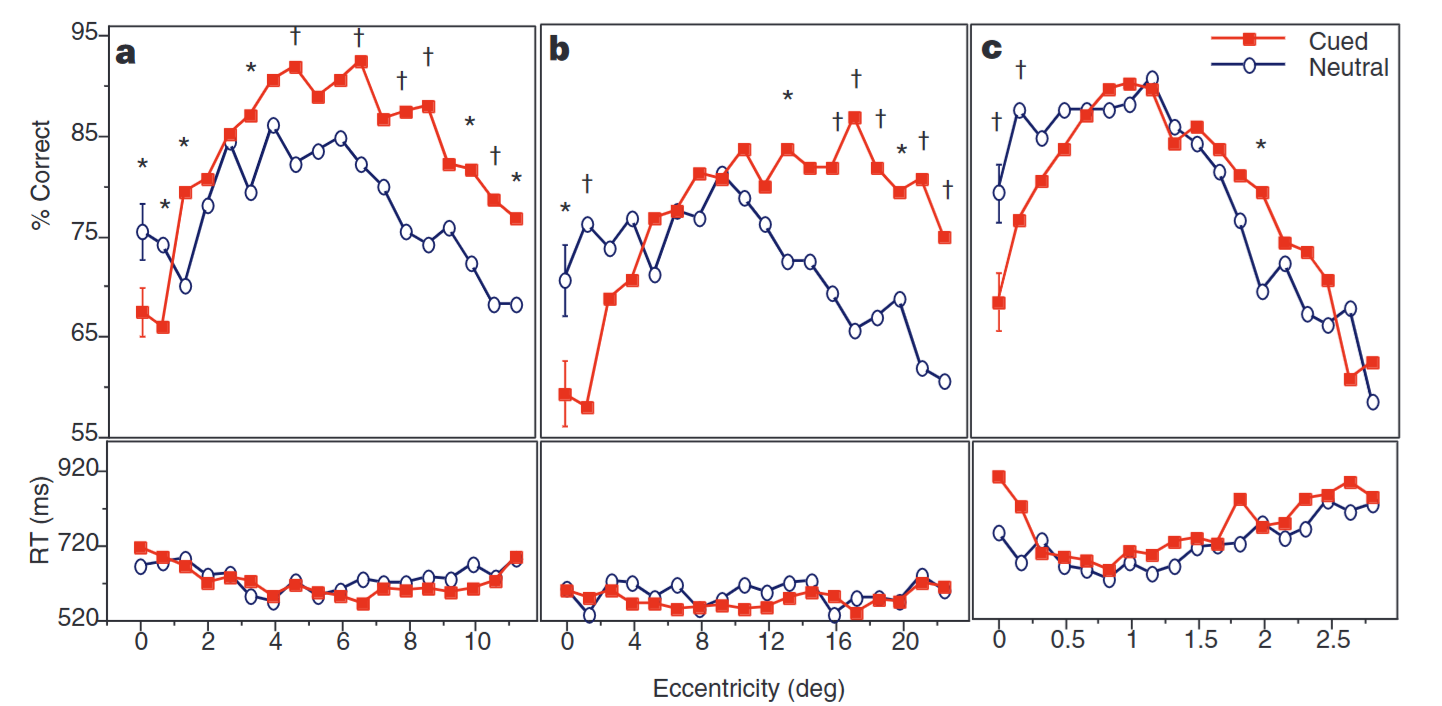 a
b
c
Cued
Neutral
% Correct
95
85
75
65
55
* * * * † † † † * † *
* † * † † † * † †
† † *
RT (ms)
920
720
520
0 2 4 6 8 10
0 4 8 12 16 20
0 0.5 1 1.5 2 2.5
Eccentricity (deg)